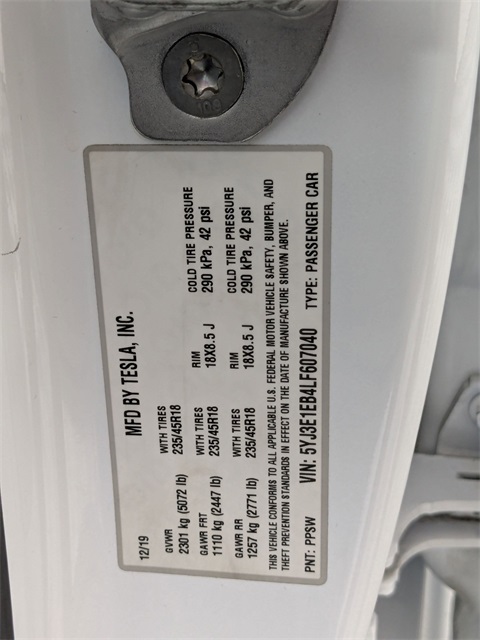 MFD BY TESLA, INC.
12/19
GVWR
2301 kg (5072 lb)
WITH TIRES
235/45R18
RIM
18X8.5 J
COLD TIRE PRESSURE
290 kPa, 42 psi
GAWR FRT
1110 kg (2447 lb)
WITH TIRES
235/45R18
GAWR RR
1257 kg (2771 lb)
WITH TIRES
235/45R18
RIM
18X8.5 J
COLD TIRE PRESSURE
290 kPa, 42 psi
THIS VEHICLE CONFORMS TO ALL APPLICABLE U.S. FEDERAL MOTOR VEHICLE SAFETY, BUMPER, AND
THEFT PREVENTION STANDARDS IN EFFECT ON THE DATE OF MANUFACTURE SHOWN ABOVE.
PNT: PPSW VIN: 5YJ3E1EB4LF607040 TYPE: PASSENGER CAR